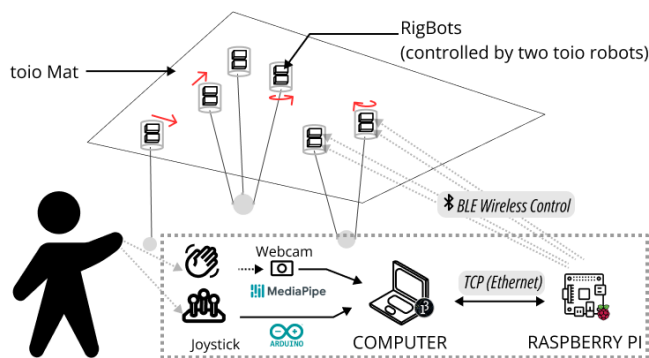 RigBots
(controlled by two toio robots)
toio Mat
BLE Wireless Control
Webcam
MediaPipe
TCP (Ethernet)
Joystick
ARDUINO
COMPUTER
P
RASPBERRY PI